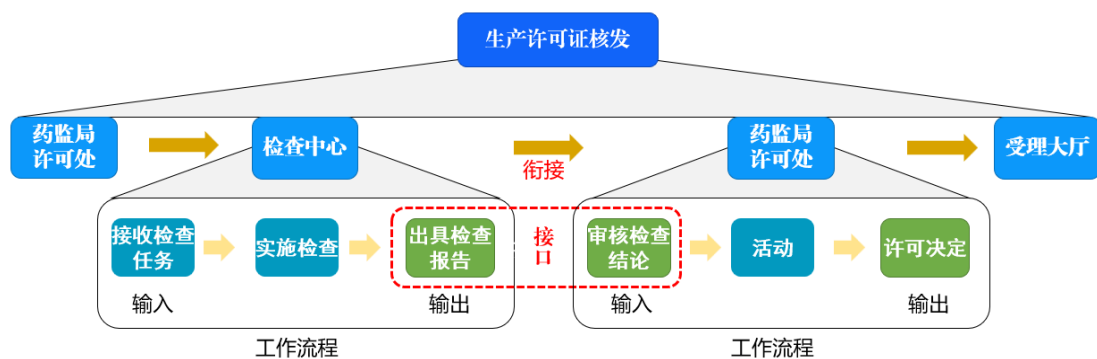 生产许可证核发
药监局
许可处
检查中心
衔接
药监局
许可处
受理大厅
接收检查
任务
实施检查
出具检查
报告
接
口
审核检查
结论
活动
许可决定
输入
输出
输入
输出
工作流程
工作流程